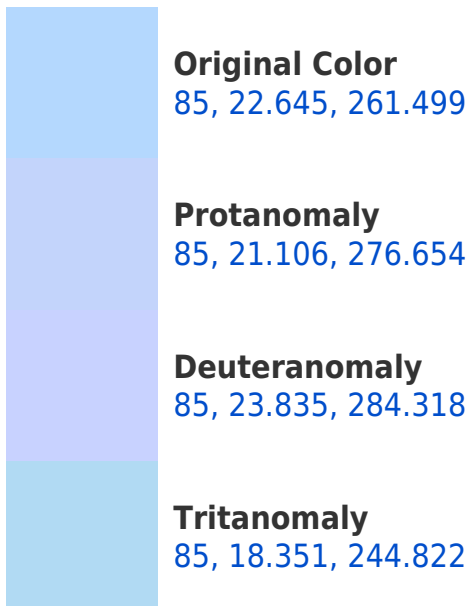 Original Color
85, 22.645, 261.499
Protanomaly
85, 21.106, 276.654
Deuteranomaly
85, 23.835, 284.318
Tritanomaly
85, 18.351, 244.822